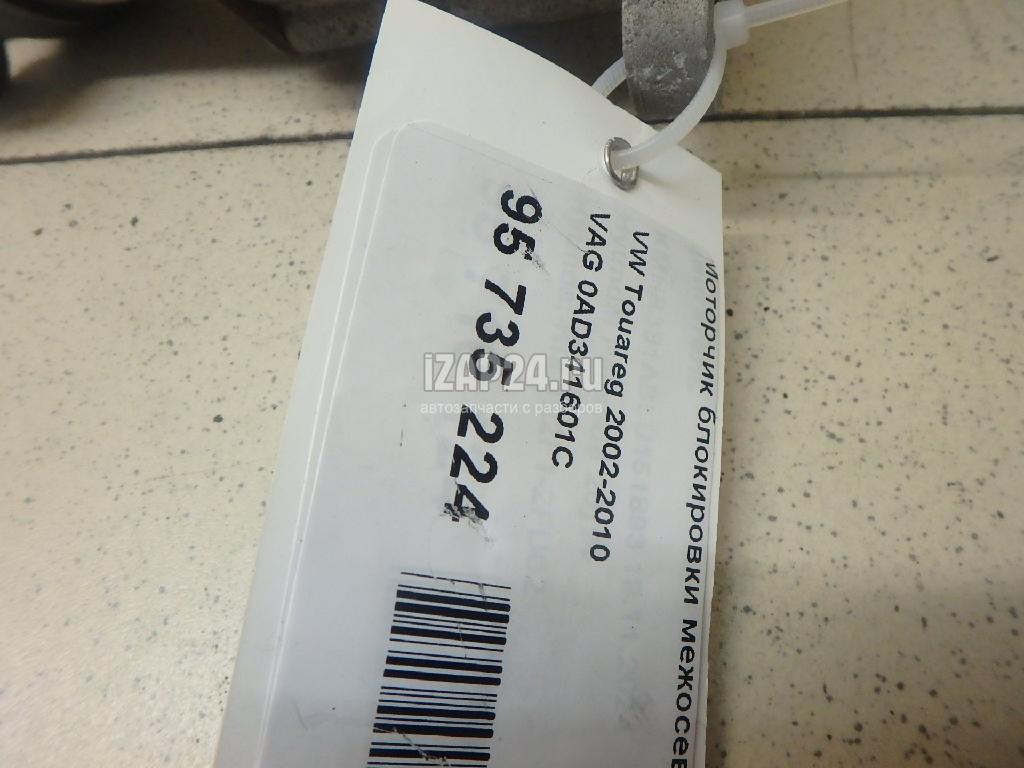 Моторчик блокировки межосев
VW Touareg 2002-2010
VAG 0AD341601C
95 735 224
iZAP24.ru
автозапчасти с разборов